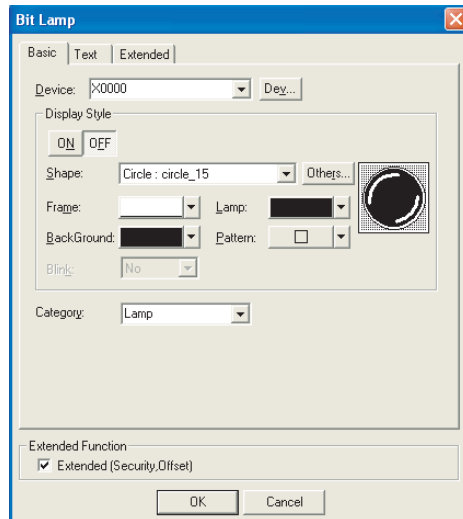 Bit Lamp
Basic Text Extended
Device: X0000 Dev...
Display Style
ON OFF
Shape: Circle : circle_15 Others...
Frame: Lamp:
BackGround: Pattern:
Blink: No
Category: Lamp
Extended Function
Extended (Security,Offset)
OK Cancel